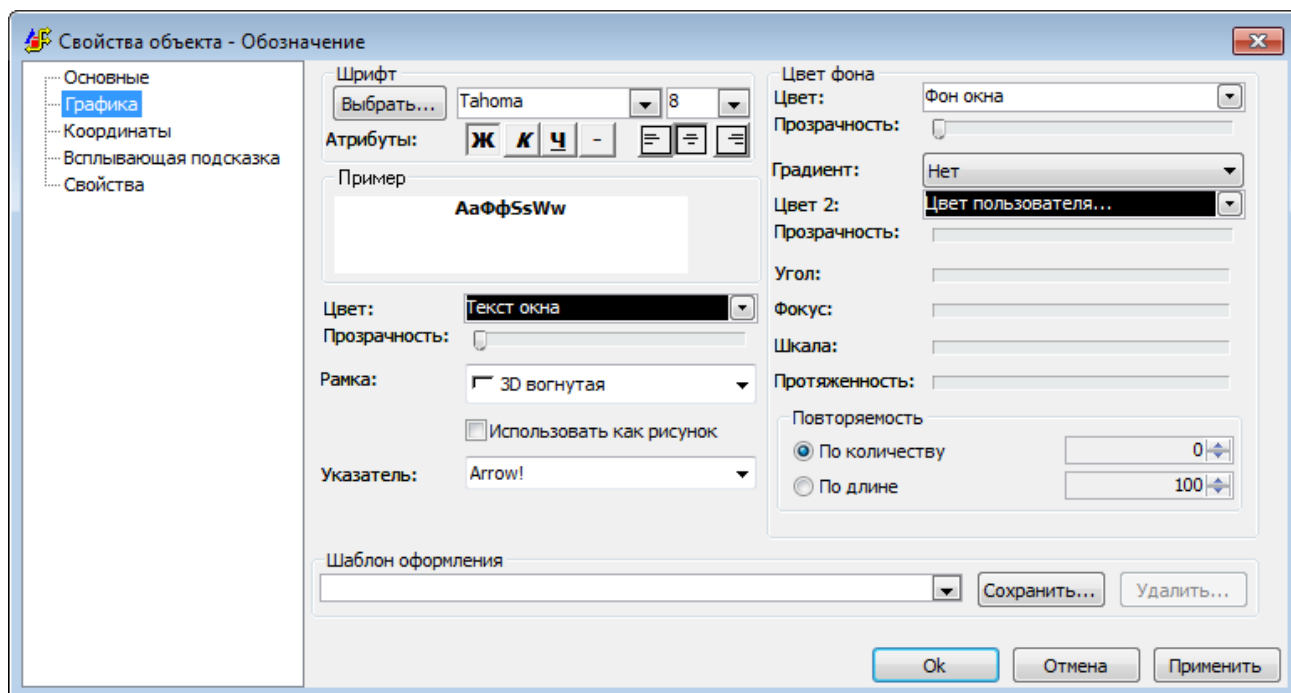 Свойства объекта - Обозначение
Основные
Графика
Координаты
Всплывающая подсказка
Свойства
Шрифт
Выбрать... Tahoma 8
Атрибуты: Ж К Ч -
Пример
АаФфSsWw
Цвет: Текст окна
Прозрачность:
Рамка: 3D вогнутая
Использовать как рисунок
Указатель: Arrow!
Цвет фона
Цвет: Фон окна
Прозрачность:
Градиент: Нет
Цвет 2: Цвет пользователя...
Прозрачность:
Угол:
Фокус:
Шкала:
Протяженность:
Повторяемость
По количеству 0
По длине 100
Шаблон оформления
Сохранить... Удалить...
Ok Отмена Применить